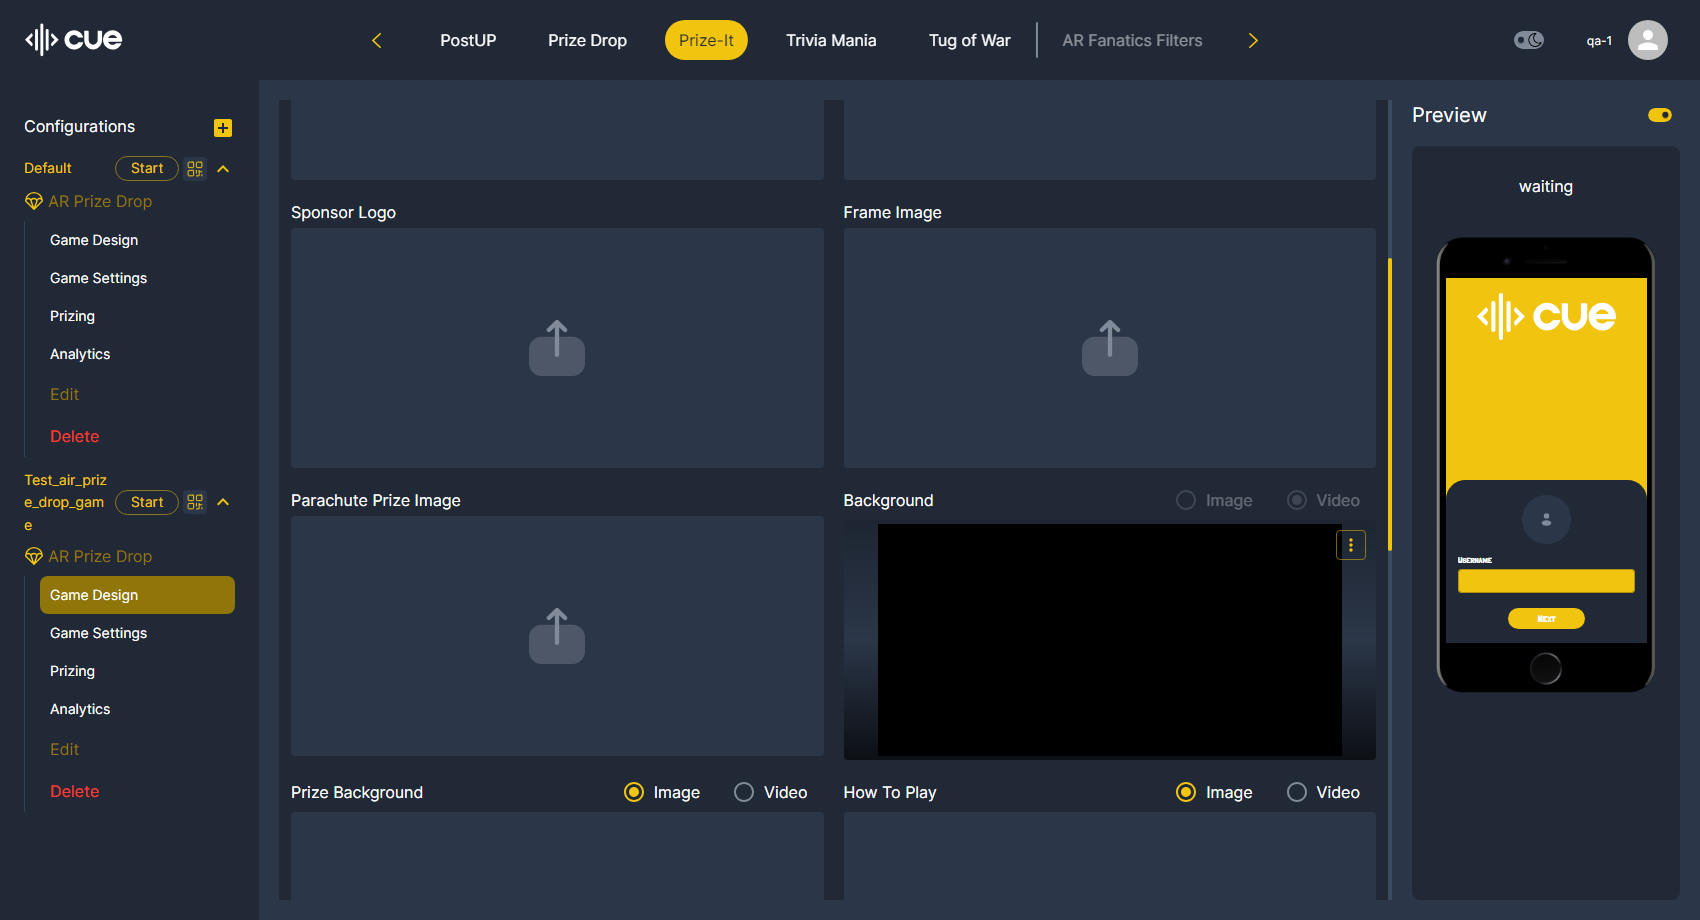 cue
PostUP
Prize Drop
Prize-It
Trivia Mania
Tug of War
AR Fanatics Filters
qa-1
Configurations
Default
Start
AR Prize Drop
Game Design
Game Settings
Prizing
Analytics
Edit
Delete
Test_air_priz
e_drop_gam
e
Start
AR Prize Drop
Game Design
Game Settings
Prizing
Analytics
Edit
Delete
Sponsor Logo
Frame Image
Parachute Prize Image
Background
Image
Video
Prize Background
Image
Video
How To Play
Image
Video
Preview
waiting
cue
Username
Next